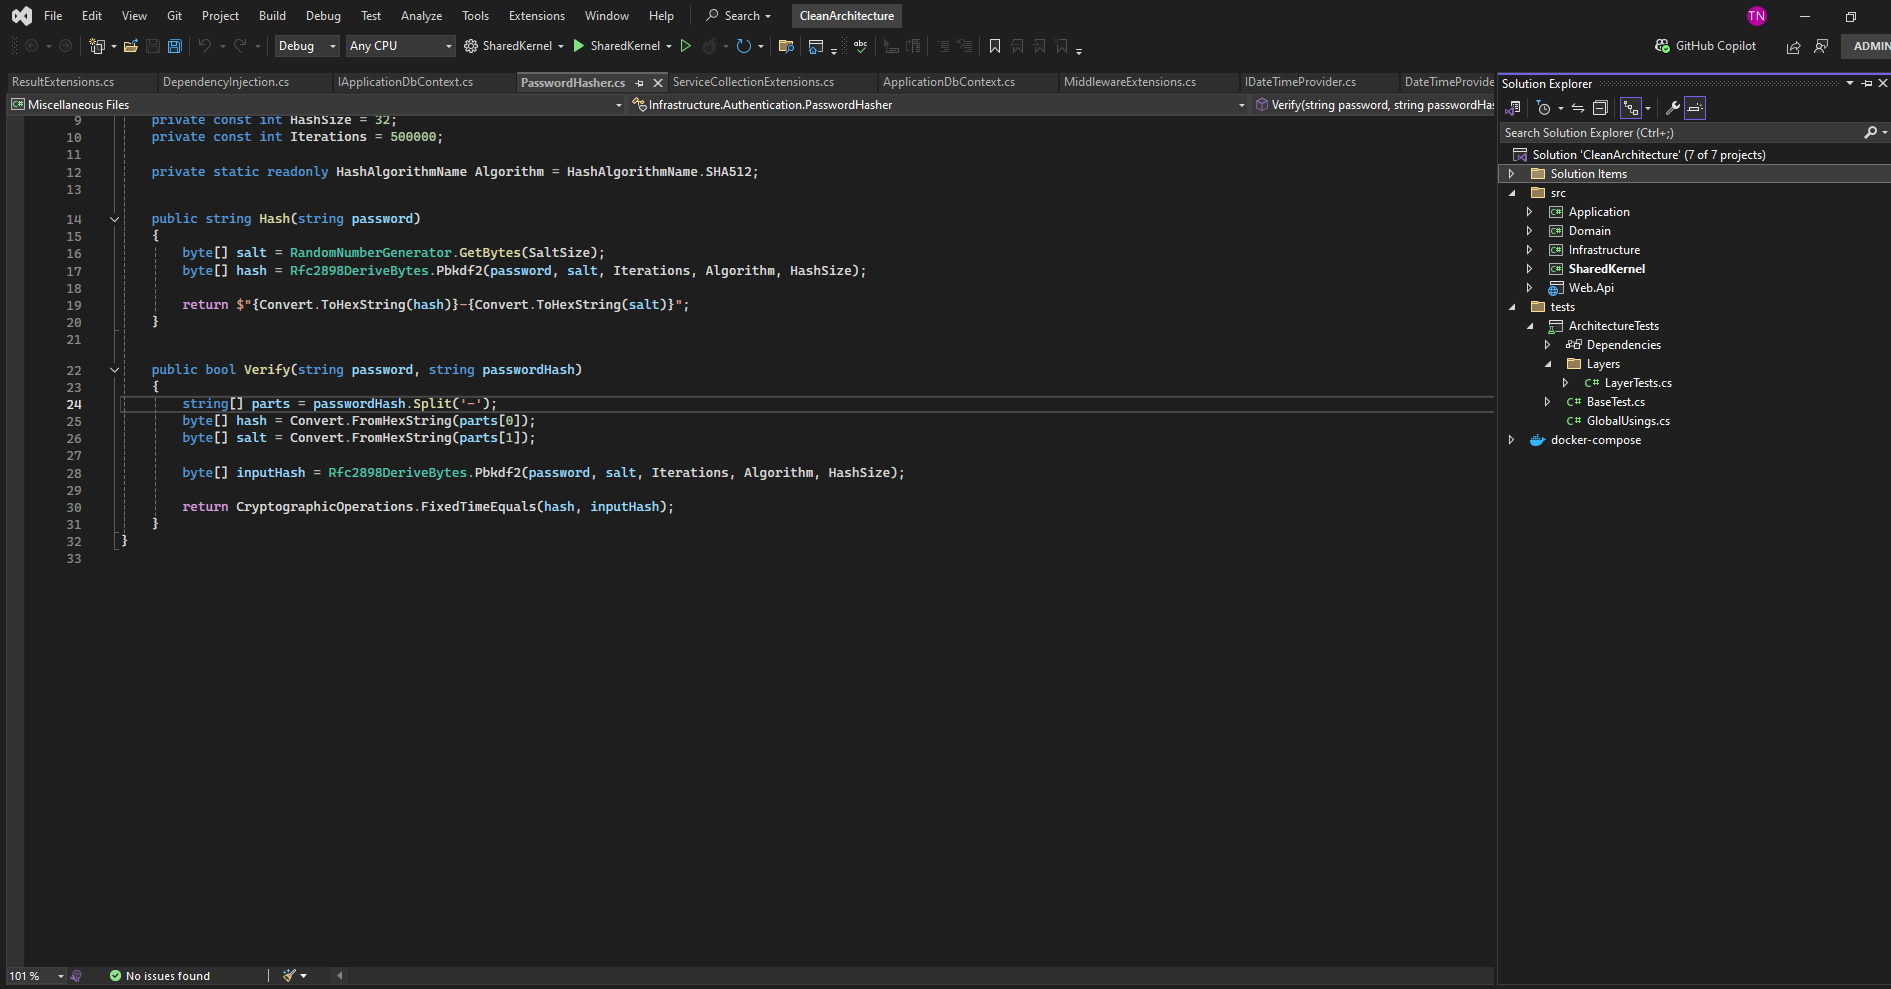 File Edit View Git Project Build Debug Test Analyze Tools Extensions Window Help Search CleanArchitecture TN
Debug Any CPU SharedKernel SharedKernel abc GitHub Copilot ADMIN
ResultExtensions.cs DependencyInjection.cs IApplicationDbContext.cs PasswordHasher.cs ServiceCollectionExtensions.cs ApplicationDbContext.cs MiddlewareExtensions.cs IDateTimeProvider.cs DateTimeProvide
C# Miscellaneous Files Infrastructure.Authentication.PasswordHasher Verify(string password, string passwordHas
9 private const int HashSize = 32;
10 private const int Iterations = 500000;
11
12 private static readonly HashAlgorithmName Algorithm = HashAlgorithmName.SHA512;
13
14 public string Hash(string password)
15 {
16 byte[] salt = RandomNumberGenerator.GetBytes(SaltSize);
17 byte[] hash = Rfc2898DeriveBytes.Pbkdf2(password, salt, Iterations, Algorithm, HashSize);
18
19 return $"{Convert.ToHexString(hash)}-{Convert.ToHexString(salt)}";
20 }
21
22 public bool Verify(string password, string passwordHash)
23 {
24 string[] parts = passwordHash.Split('-');
25 byte[] hash = Convert.FromHexString(parts[0]);
26 byte[] salt = Convert.FromHexString(parts[1]);
27
28 byte[] inputHash = Rfc2898DeriveBytes.Pbkdf2(password, salt, Iterations, Algorithm, HashSize);
29
30 return CryptographicOperations.FixedTimeEquals(hash, inputHash);
31 }
32 }
33
101 % No issues found
Solution Explorer
Search Solution Explorer (Ctrl+;)
Solution 'CleanArchitecture' (7 of 7 projects)
Solution Items
src
C# Application
C# Domain
C# Infrastructure
C# SharedKernel
Web.Api
tests
ArchitectureTests
Dependencies
Layers
C# LayerTests.cs
C# BaseTest.cs
C# GlobalUsings.cs
docker-compose